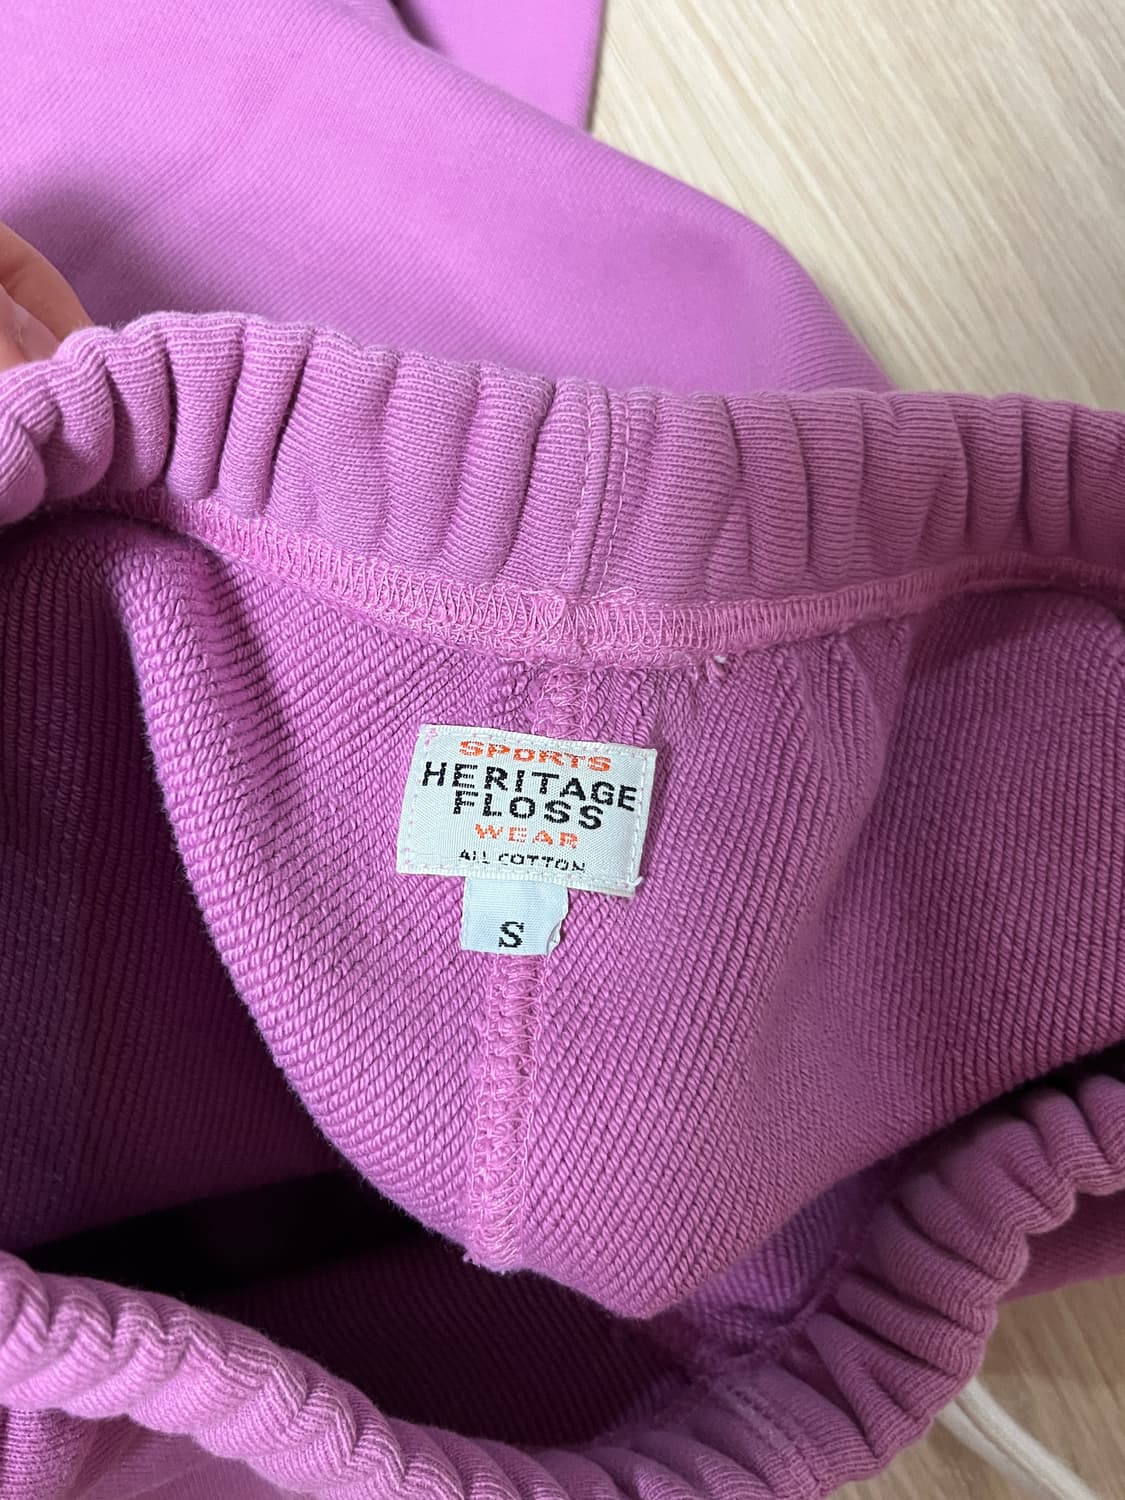 SPORTS
HERITAGE
FLOSS
WEAR
ALL COTTON
S